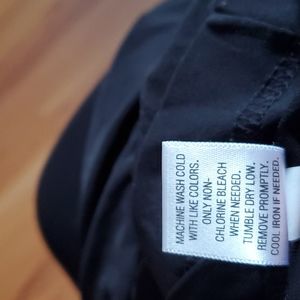 MACHINE WASH COLD
WITH LIKE COLORS.
ONLY NON-
CHLORINE BLEACH
WHEN NEEDED.
TUMBLE DRY LOW.
REMOVE PROMPTLY.
COOL IRON IF NEEDED.